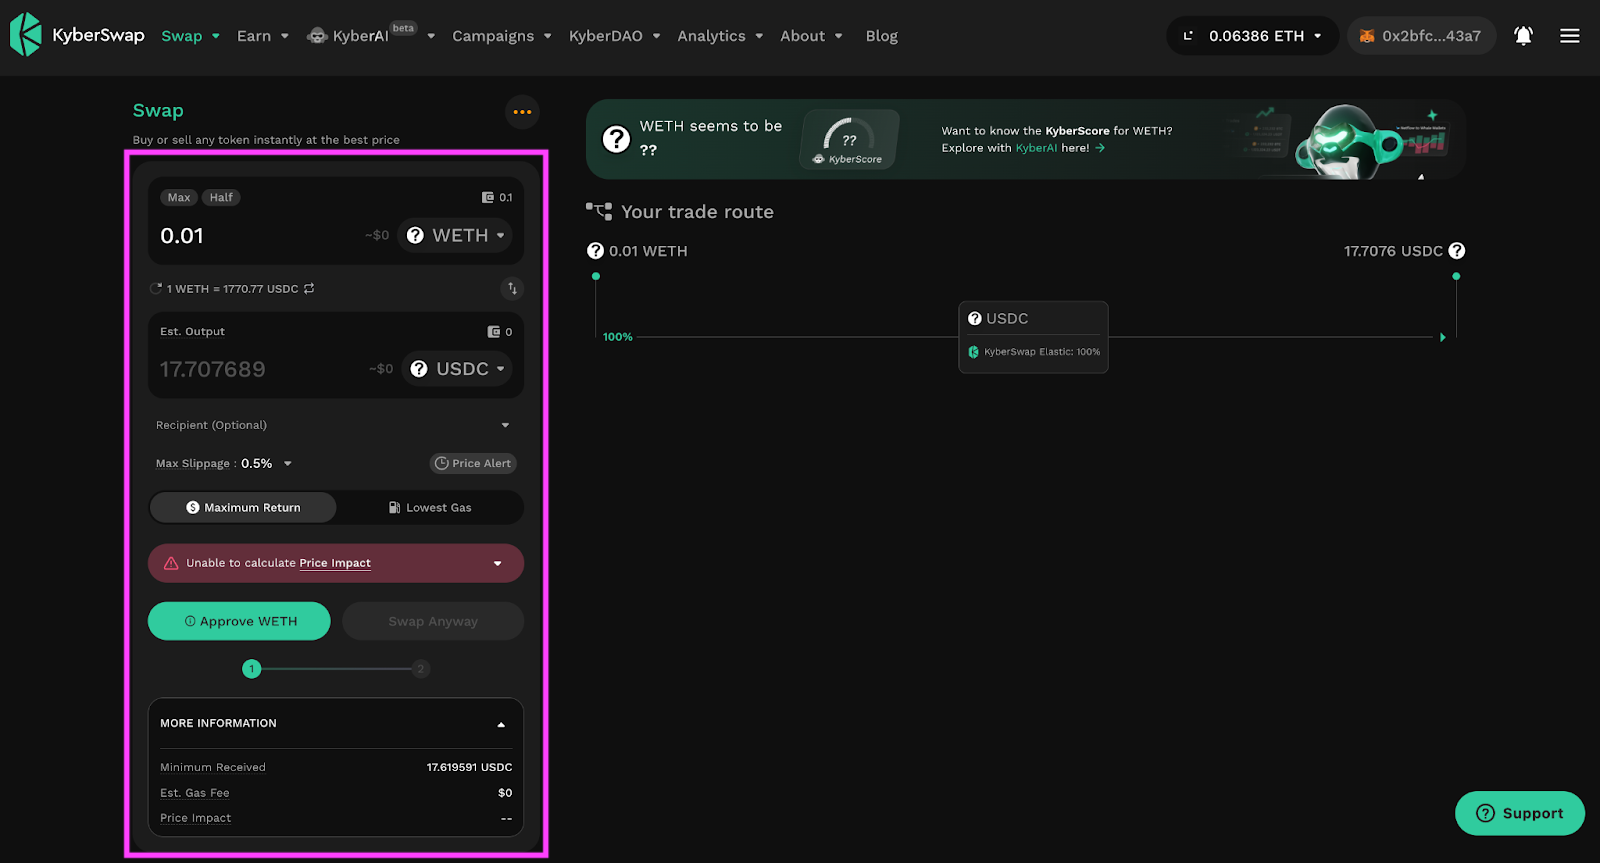 KyberSwap Swap Earn KyberAI beta Campaigns KyberDAO Analytics About Blog 0.06386 ETH 0x2bfc...43a7
Swap
Buy or sell any token instantly at the best price
Max Half 0.1
0.01 ~$0 WETH
1 WETH = 1770.77 USDC
Est. Output 0
17.707689 ~$0 USDC
Recipient (Optional)
Max Slippage : 0.5% Price Alert
Maximum Return Lowest Gas
Unable to calculate Price Impact
Approve WETH Swap Anyway
1 2
MORE INFORMATION
Minimum Received 17.619591 USDC
Est. Gas Fee $0
Price Impact --
WETH seems to be
??
??
KyberScore
Want to know the KyberScore for WETH?
Explore with KyberAI here! →
Your trade route
0.01 WETH 17.7076 USDC
100%
USDC
KyberSwap Elastic: 100%
Support